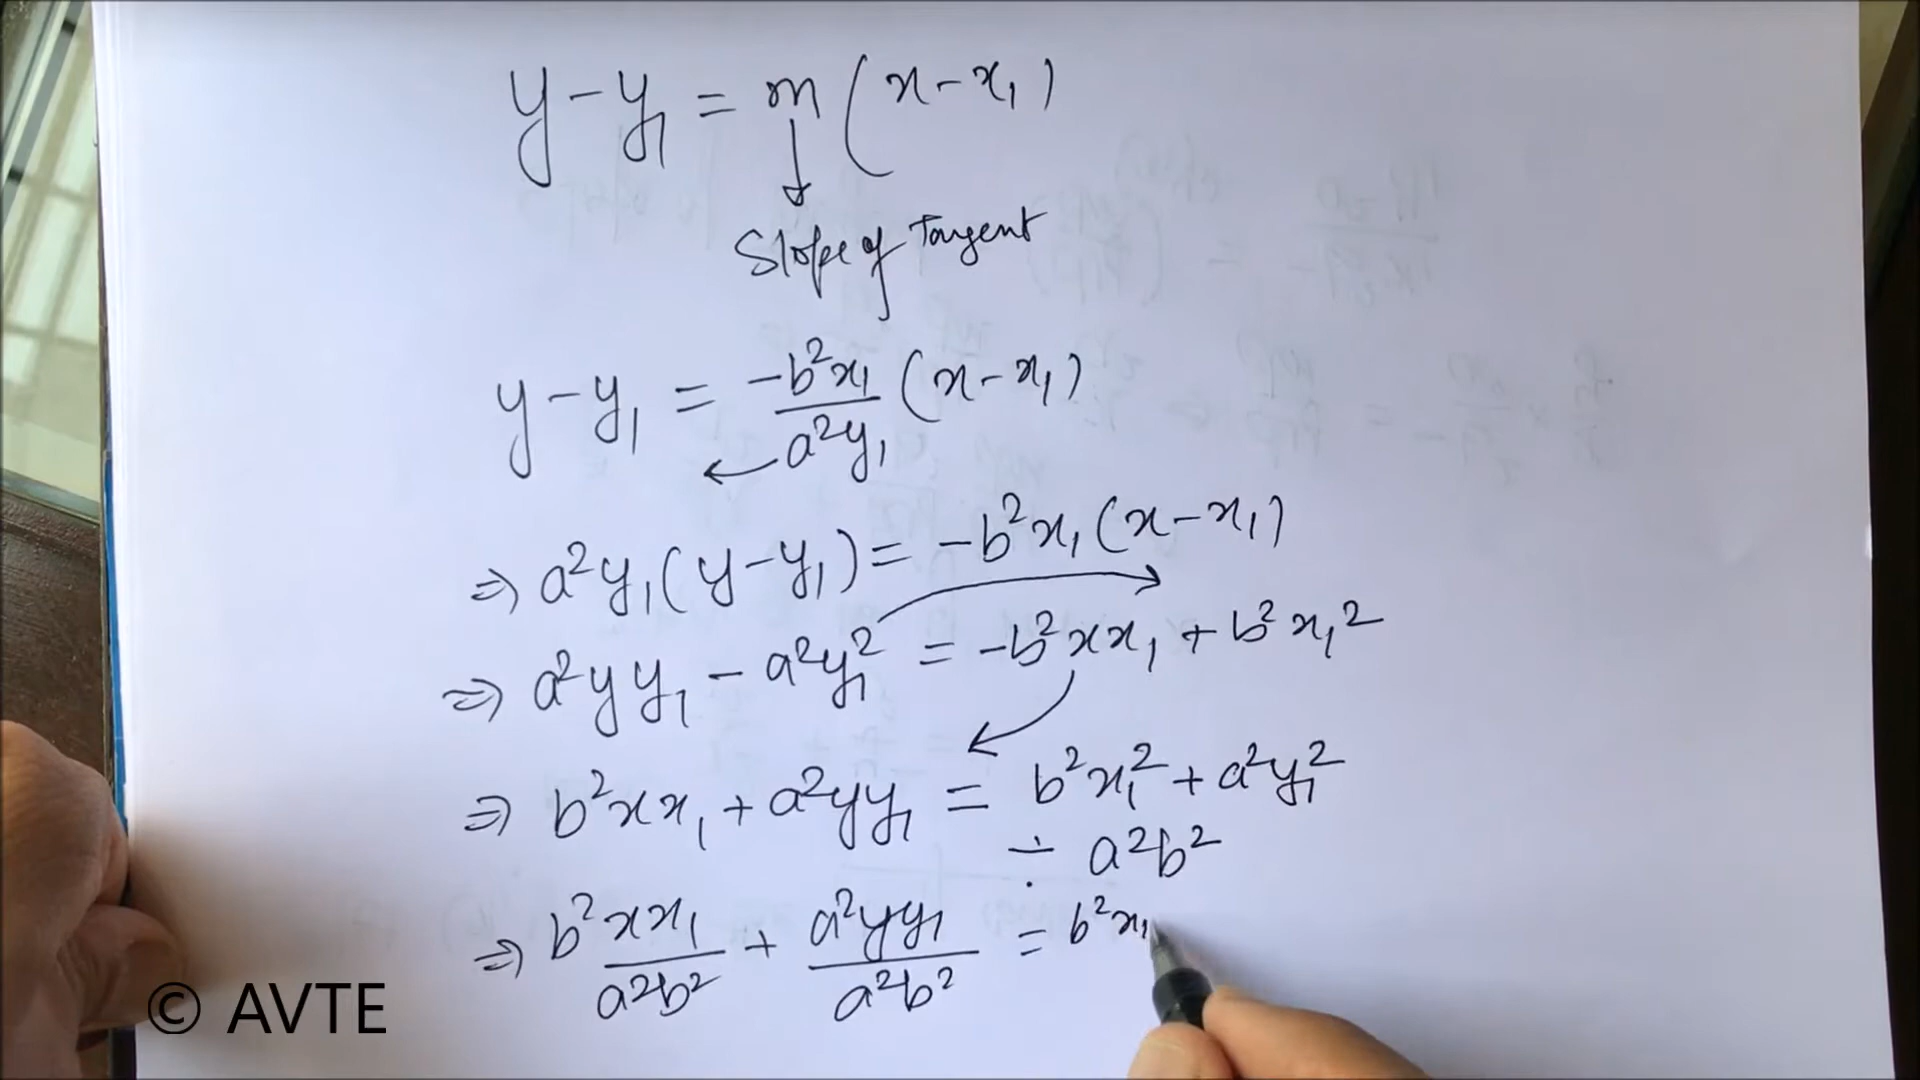 y - y₁ = m (x - x₁)
Slope of Tangent
y - y₁ = -b²x₁/a²y₁ (x - x₁)
⇒ a²y₁(y - y₁) = -b²x₁(x - x₁)
⇒ a²yy₁ - a²y₁² = -b²xx₁ + b²x₁²
⇒ b²xx₁ + a²yy₁ = b²x₁² + a²y₁²
÷ a²b²
⇒ b²xx₁/a²b² + a²yy₁/a²b² = b²x₁
© AVTE